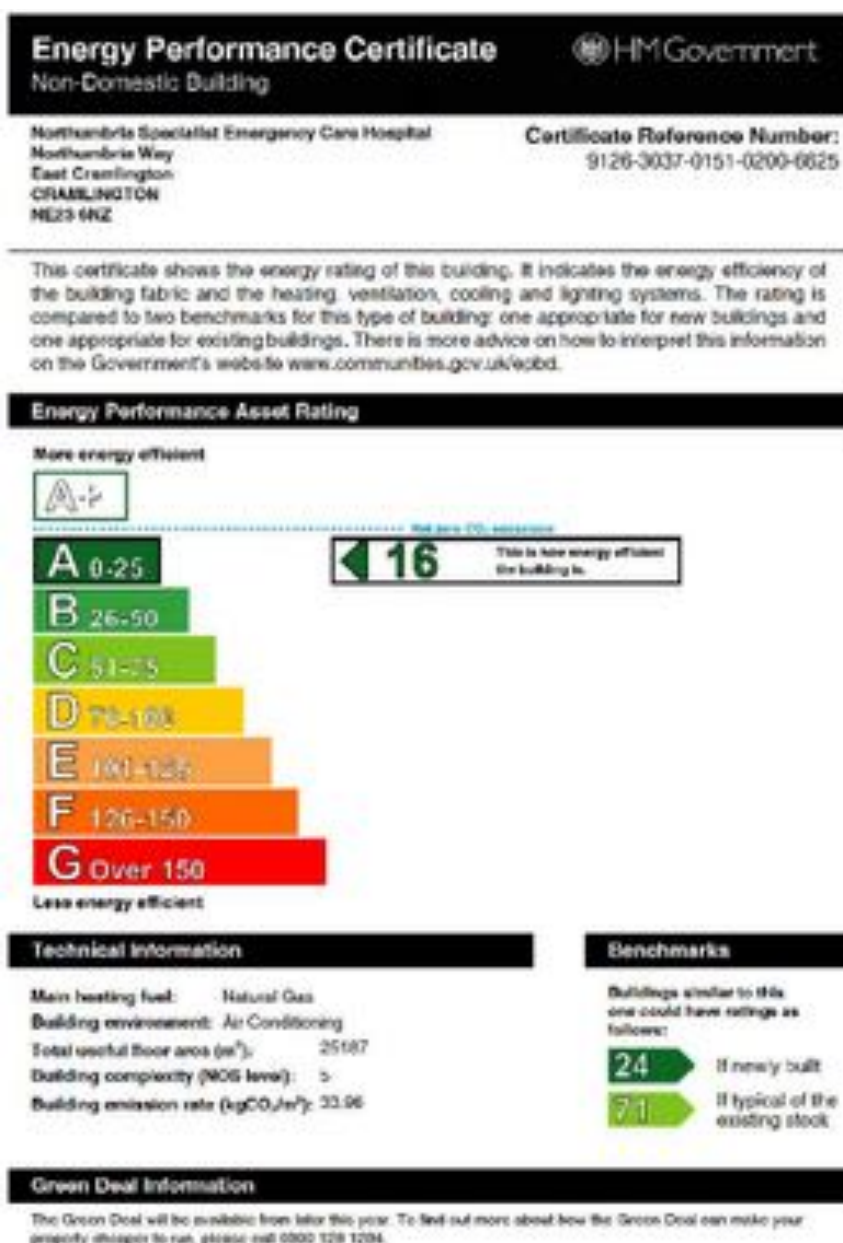 Energy Performance Certificate
HM Government
Non-Domestic Building
Northumbria Specialist Emergency Care Hospital
Northumbria Way
East Cramlington
CRAMLINGTON
NE23 6NZ
Certificate Reference Number:
9126-3037-0151-0200-6625
This certificate shows the energy rating of this building. It indicates the energy efficiency of
the building fabric and the heating, ventilation, cooling and lighting systems. The rating is
compared to two benchmarks for this type of building: one appropriate for new buildings and
one appropriate for existing buildings. There is more advice on how to interpret this information
on the Government's website www.communities.gov.uk/epbd.
Energy Performance Asset Rating
More energy efficient
A+
Net zero CO₂ emissions
A 0-25
16
This is how energy efficient
the building is.
B 26-50
C 51-75
D 76-100
E 101-125
F 126-150
G Over 150
Less energy efficient
Technical Information
Main heating fuel: Natural Gas
Building environment: Air Conditioning
Total useful floor area (m²): 25187
Building complexity (NOS level): 5
Building emission rate (kgCO₂/m²): 33.96
Benchmarks
Buildings similar to this
one could have ratings as
follows:
24 If newly built
71 If typical of the
existing stock
Green Deal Information
The Green Deal will be available from later this year. To find out more about how the Green Deal can make your
property cheaper to run, please call